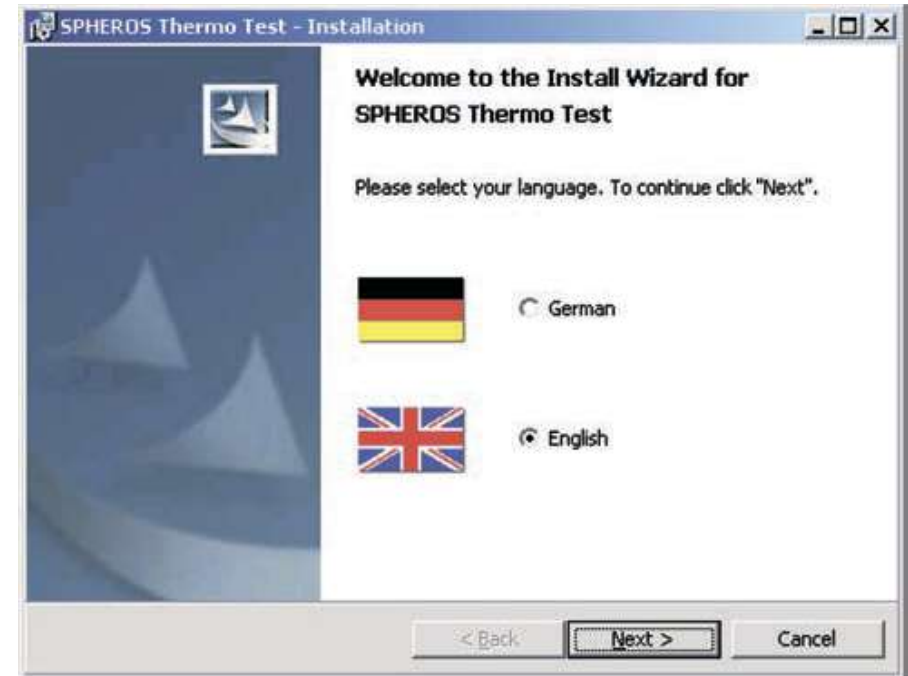 SPHEROS Thermo Test - Installation
Welcome to the Install Wizard for
SPHEROS Thermo Test
Please select your language. To continue click "Next".
German
English
< Back
Next >
Cancel